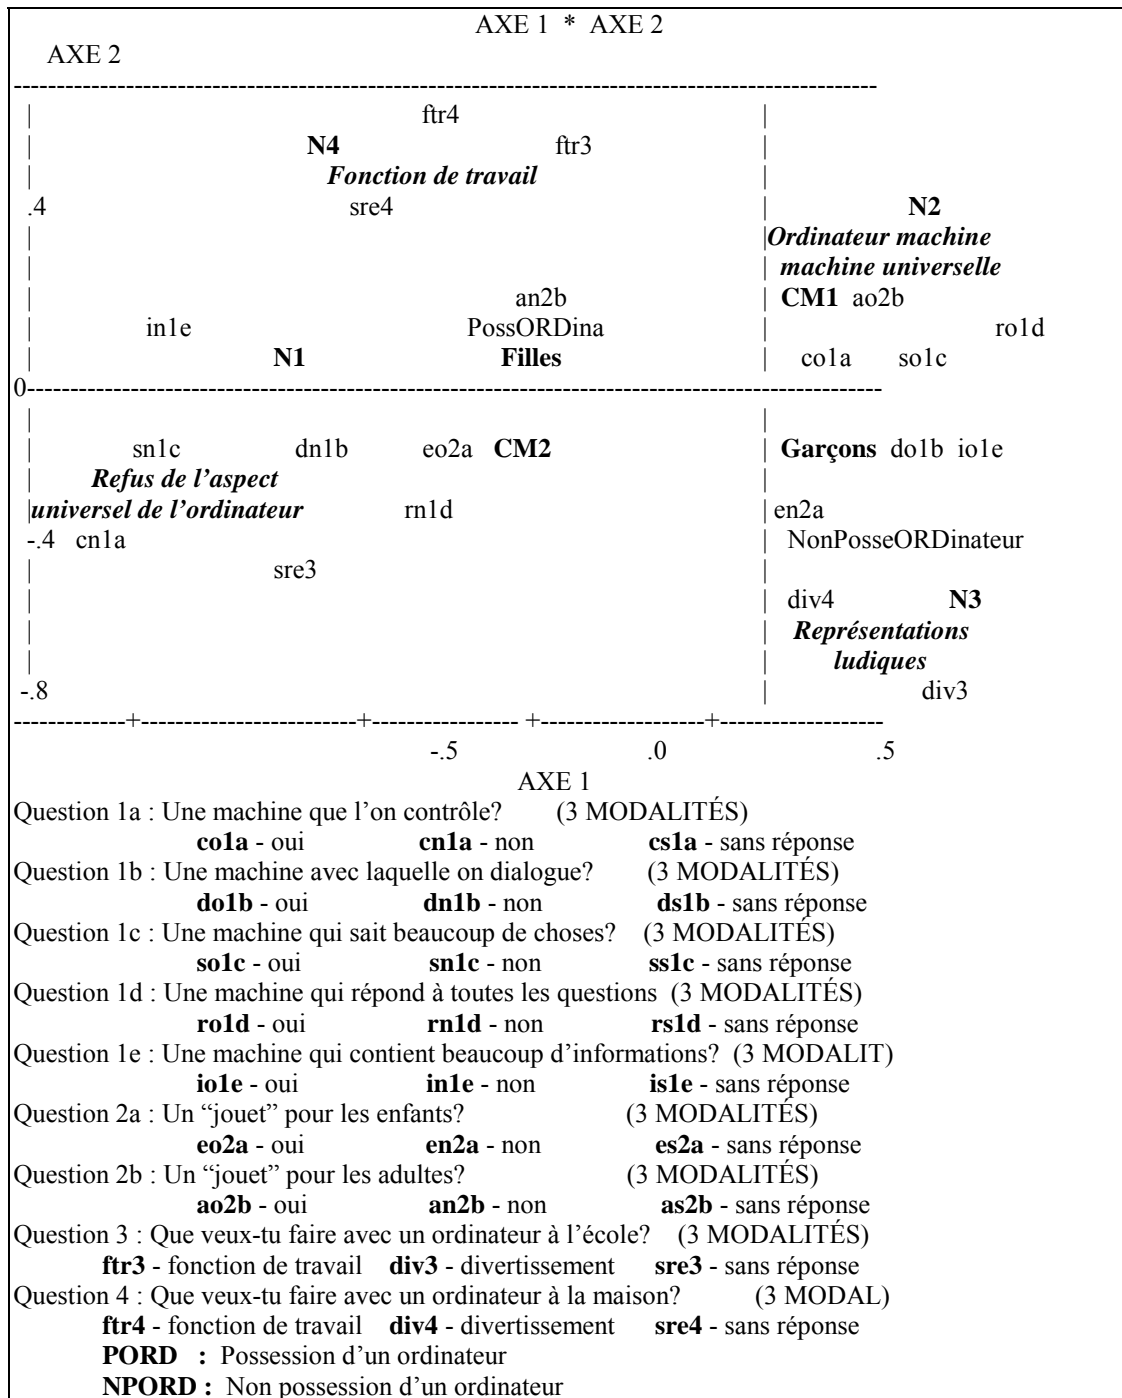 AXE 1 * AXE 2
AXE 2
ftr4
N4 ftr3
Fonction de travail
.4 sre4 N2
Ordinateur machine
machine universelle
an2b CM1 ao2b
in1e PossORDina ro1d
N1 Filles co1a so1c
0
sn1c dn1b eo2a CM2 Garçons do1b io1e
Refus de l’aspect
universel de l’ordinateur rn1d en2a
-.4 cn1a NonPosseORDinateur
sre3
div4 N3
Représentations
ludiques
-.8 div3
-.5 .0 .5
AXE 1
Question 1a : Une machine que l’on contrôle? (3 MODALITÉS)
co1a - oui cn1a - non cs1a - sans réponse
Question 1b : Une machine avec laquelle on dialogue? (3 MODALITÉS)
do1b - oui dn1b - non ds1b - sans réponse
Question 1c : Une machine qui sait beaucoup de choses? (3 MODALITÉS)
so1c - oui sn1c - non ss1c - sans réponse
Question 1d : Une machine qui répond à toutes les questions (3 MODALITÉS)
ro1d - oui rn1d - non rs1d - sans réponse
Question 1e : Une machine qui contient beaucoup d’informations? (3 MODALIT)
io1e - oui in1e - non is1e - sans réponse
Question 2a : Un “jouet” pour les enfants? (3 MODALITÉS)
eo2a - oui en2a - non es2a - sans réponse
Question 2b : Un “jouet” pour les adultes? (3 MODALITÉS)
ao2b - oui an2b - non as2b - sans réponse
Question 3 : Que veux-tu faire avec un ordinateur à l’école? (3 MODALITÉS)
ftr3 - fonction de travail div3 - divertissement sre3 - sans réponse
Question 4 : Que veux-tu faire avec un ordinateur à la maison? (3 MODAL)
ftr4 - fonction de travail div4 - divertissement sre4 - sans réponse
PORD : Possession d’un ordinateur
NPORD : Non possession d’un ordinateur